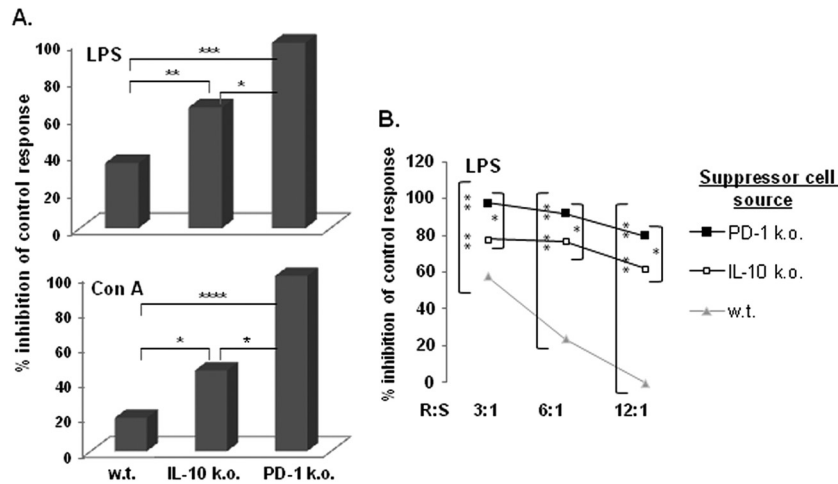 A.
% inhibition of control response
LPS
100
80
60
40
20
0
***
**
*
Con A
100
80
60
40
20
0
****
*
*
w.t. IL-10 k.o. PD-1 k.o.
B.
% inhibition of control response
LPS
120
100
80
60
40
20
0
**
**
*
**
**
*
**
**
*
R:S 3:1 6:1 12:1
Suppressor cell
source
PD-1 k.o.
IL-10 k.o.
w.t.